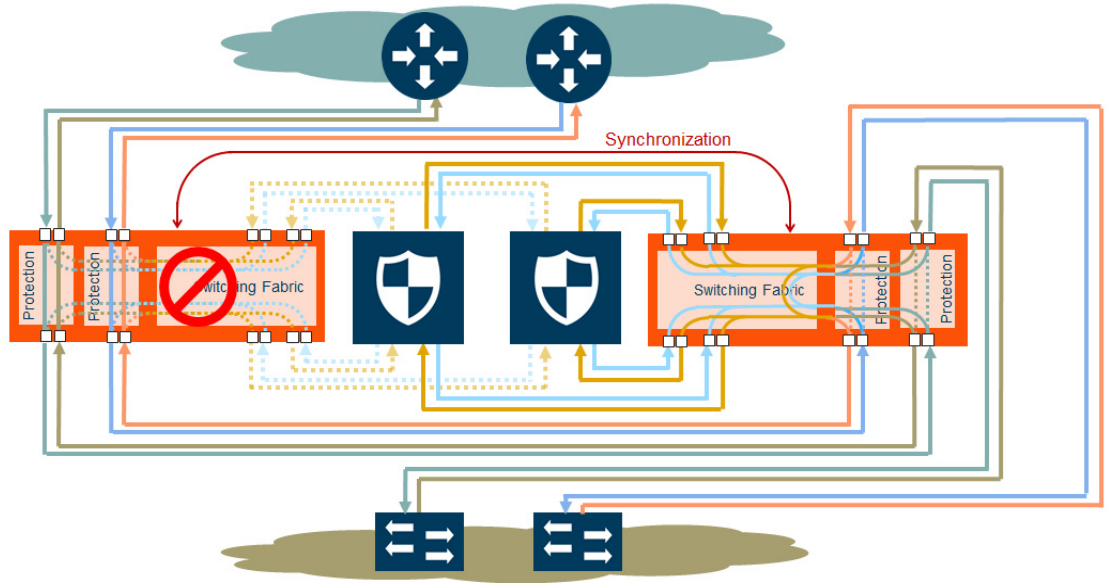 Synchronization
Protection
Protection
Switching Fabric
Switching Fabric
Protection
Protection